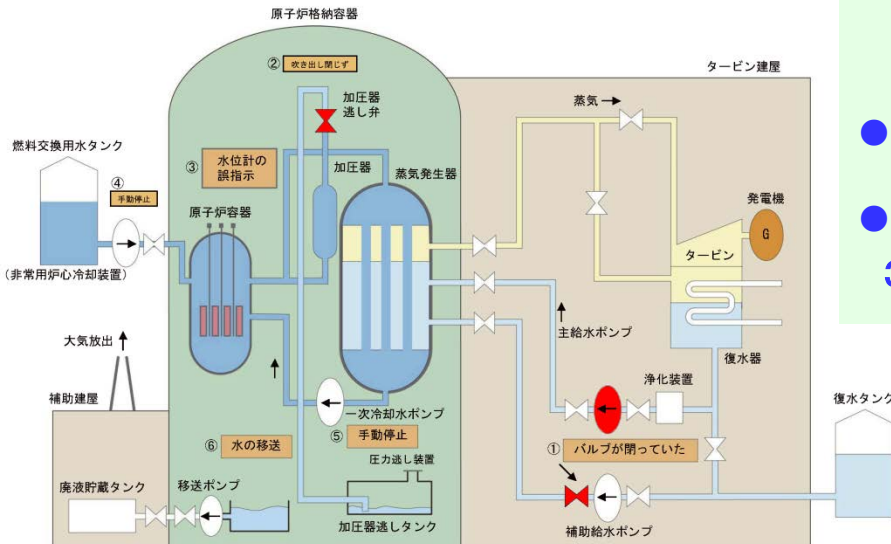 原子炉格納容器
② 吹き出し閉じず
タービン建屋
加圧器
逃し弁
蒸気→
燃料交換用水タンク
③ 水位計の
誤指示
加圧器
蒸気発生器
④
手動停止
原子炉容器
発電機
G
タービン
（非常用炉心冷却装置）
主給水ポンプ
復水器
大気放出
浄化装置
補助建屋
一次冷却水ポンプ
復水タンク
⑥ 水の移送
⑤ 手動停止
① バルブが閉っていた
圧力逃し装置
廃液貯蔵タンク
移送ポンプ
加圧器逃しタンク
補助給水ポンプ